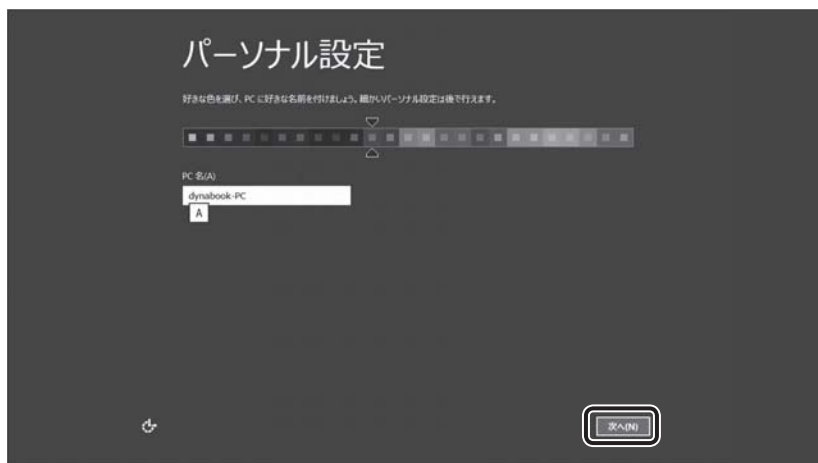 パーソナル設定
好きな色を選び、PC に好きな名前を付けましょう。細かいパーソナル設定は後で行えます。
PC 名(A)
dynabook-PC
A
次へ(N)